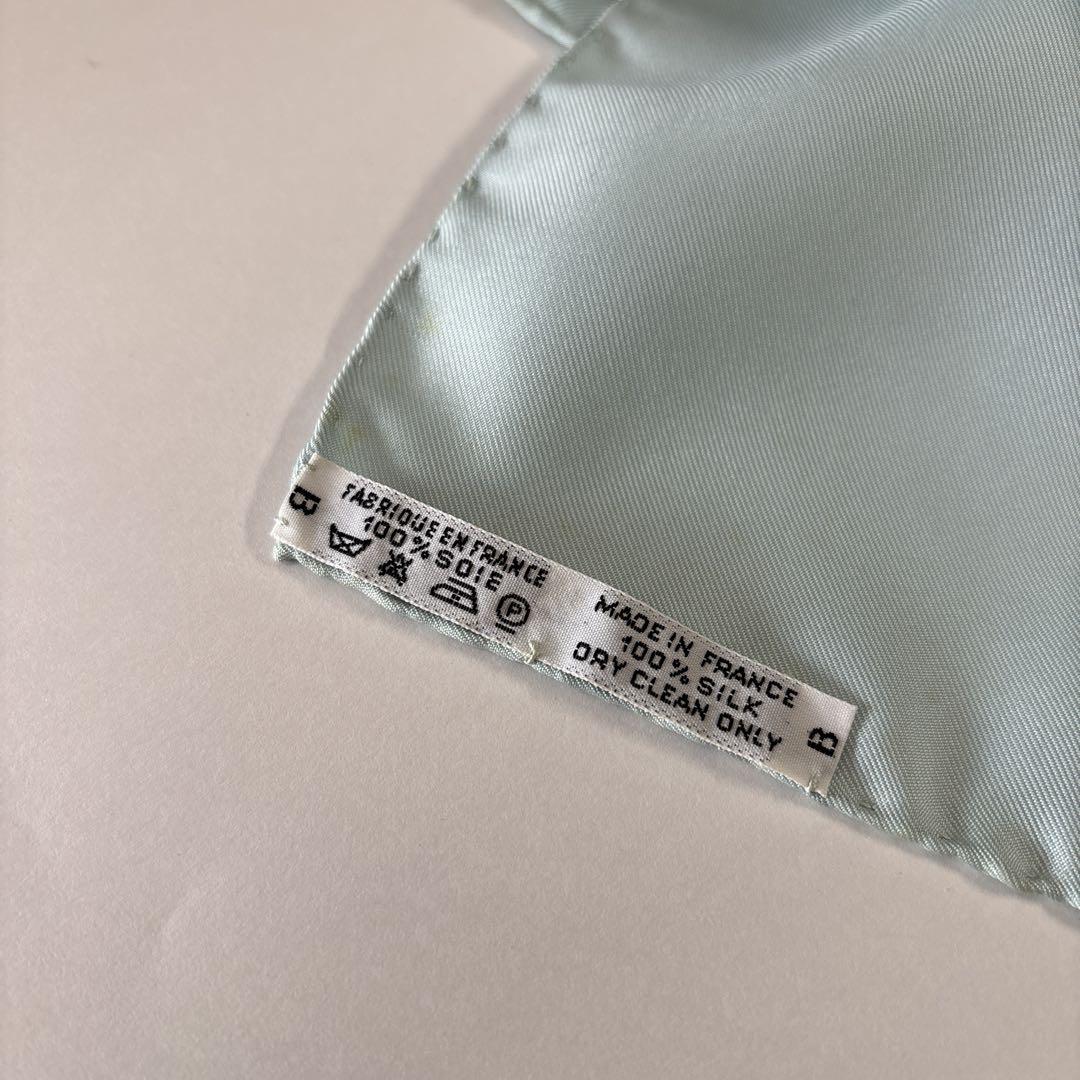 B
FABRIQUE EN FRANCE
100% SOIE
P
MADE IN FRANCE
100% SILK
DRY CLEAN ONLY
B